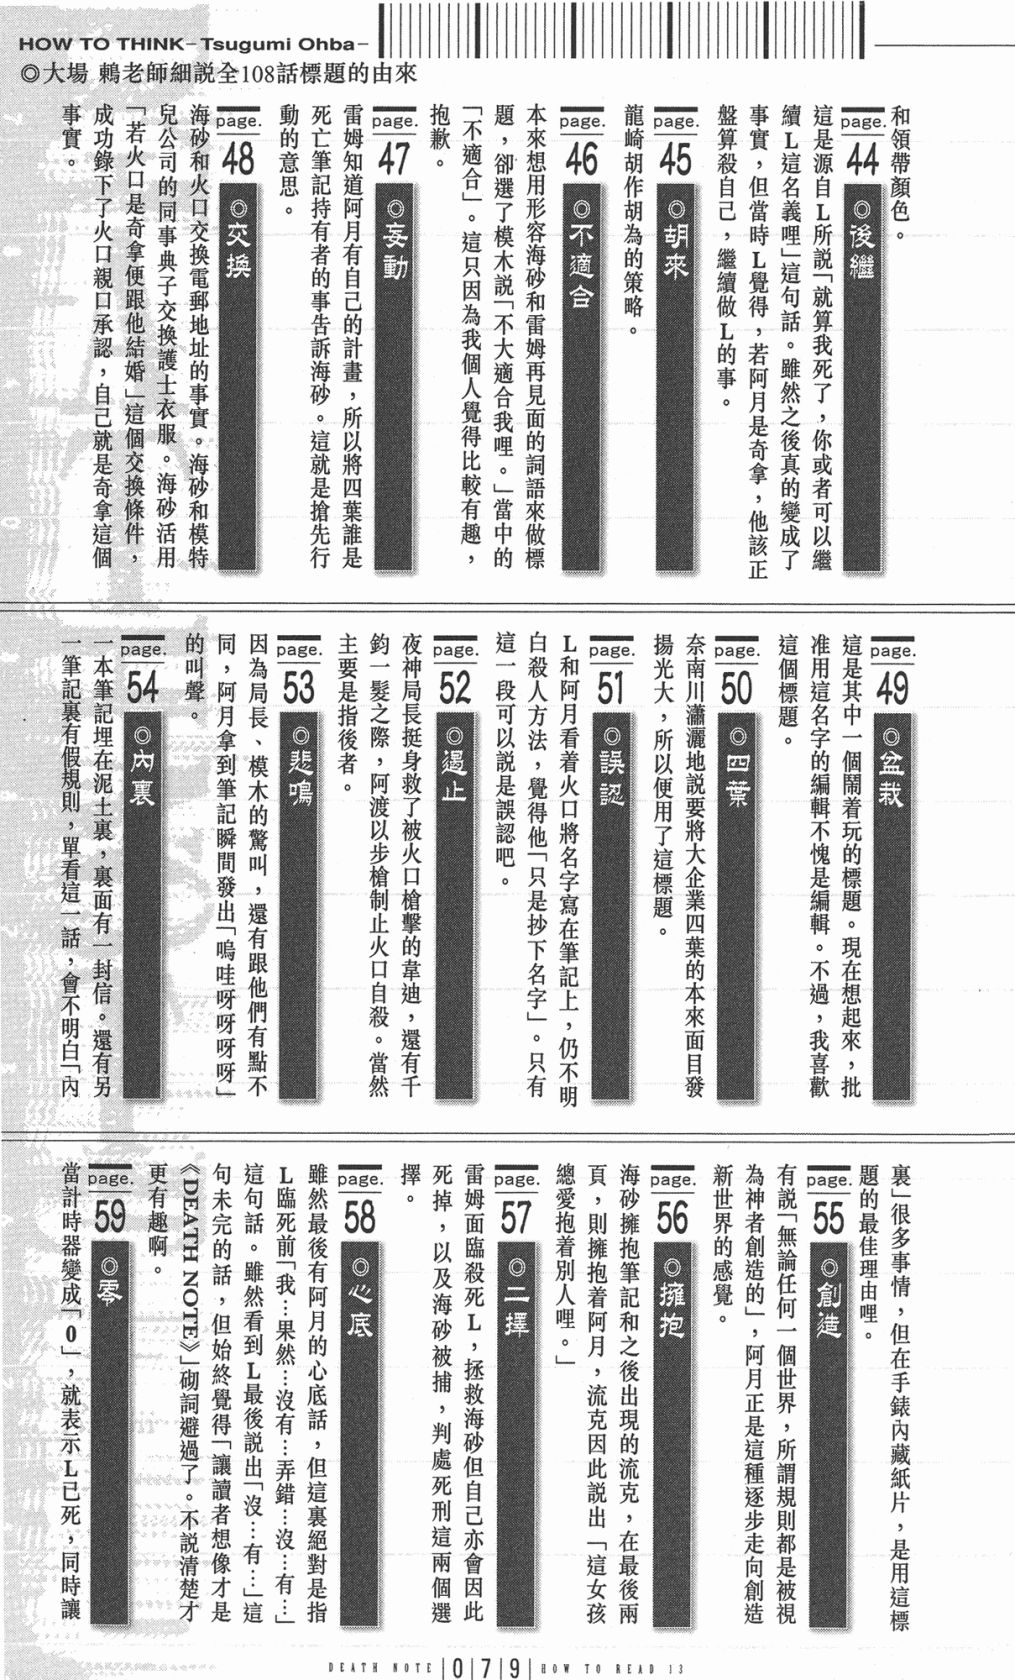 HOW TO THINK–Tsugumi Ohba–
◎大場 鶇老師細説全108話標題的由來
和領帶顏色。
page.
44
◎後繼
這是源自L所説「就算我死了，你或者可以繼
續L這名義哩」這句話。雖然之後真的變成了
事實，但當時L覺得，若阿月是奇拿，他該正
盤算殺自己，繼續做L的事。
page.
45
◎胡來
龍崎胡作胡為的策略。
page.
46
◎不適合
本來想用形容海砂和雷姆再見面的詞語來做標
題，卻選了模木説「不大適合我哩。」當中的
「不適合」。這只因為我個人覺得比較有趣，
抱歉。
page.
47
◎妄動
雷姆知道阿月有自己的計畫，所以將四葉誰是
死亡筆記持有者的事告訴海砂。這就是搶先行
動的意思。
page.
48
◎交換
海砂和火口交換電郵地址的事實。海砂和模特
兒公司的同事典子交換護士衣服。海砂活用
「若火口是奇拿便跟他結婚」這個交換條件，
成功錄下了火口親口承認，自己就是奇拿這個
事實。
page.
49
◎盆栽
這是其中一個鬧着玩的標題。現在想起來，批
准用這名字的編輯不愧是編輯。不過，我喜歡
這個標題。
page.
50
◎四葉
奈南川瀟灑地説要將大企業四葉的本來面目發
揚光大，所以便用了這標題。
page.
51
◎誤認
L和阿月看着火口將名字寫在筆記上，仍不明
白殺人方法，覺得他「只是抄下名字」。只有
這一段可以説是誤認吧。
page.
52
◎遏止
夜神局長挺身救了被火口槍擊的韋迪，還有千
鈞一髮之際，阿渡以步槍制止火口自殺。當然
主要是指後者。
page.
53
◎悲鳴
因為局長、模木的驚叫，還有跟他們有點不
同，阿月拿到筆記瞬間發出「嗚哇呀呀呀呀」
的叫聲。
page.
54
◎內裏
一本筆記埋在泥土裏，裏面有一封信。還有另
一筆記裏有假規則，單看這一話，會不明白「內
裏」很多事情，但在手錶內藏紙片，是用這標
題的最佳理由哩。
page.
55
◎創造
有説「無論任何一個世界，所謂規則都是被視
為神者創造的」，阿月正是這種逐步走向創造
新世界的感覺。
page.
56
◎擁抱
海砂擁抱筆記和之後出現的流克，在最後兩
頁，則擁抱着阿月，流克因此説出「這女孩
總愛抱着別人哩。」
page.
57
◎二擇
雷姆面臨殺死L，拯救海砂但自己亦會因此
死掉，以及海砂被捕，判處死刑這兩個選
擇。
page.
58
◎心底
雖然最後有阿月的心底話，但這裏絕對是指
L臨死前「我…果然…沒有…弄錯…沒…有…」
這句話。雖然看到L最後説出「沒…有…」這
句未完的話，但始終覺得「讓讀者想像才是
《DEATH NOTE》」砌詞避過了。不説清楚才
更有趣啊。
page.
59
◎零
當計時器變成「0」，就表示L已死，同時讓
DEATH NOTE |0|7|9| HOW TO READ 13